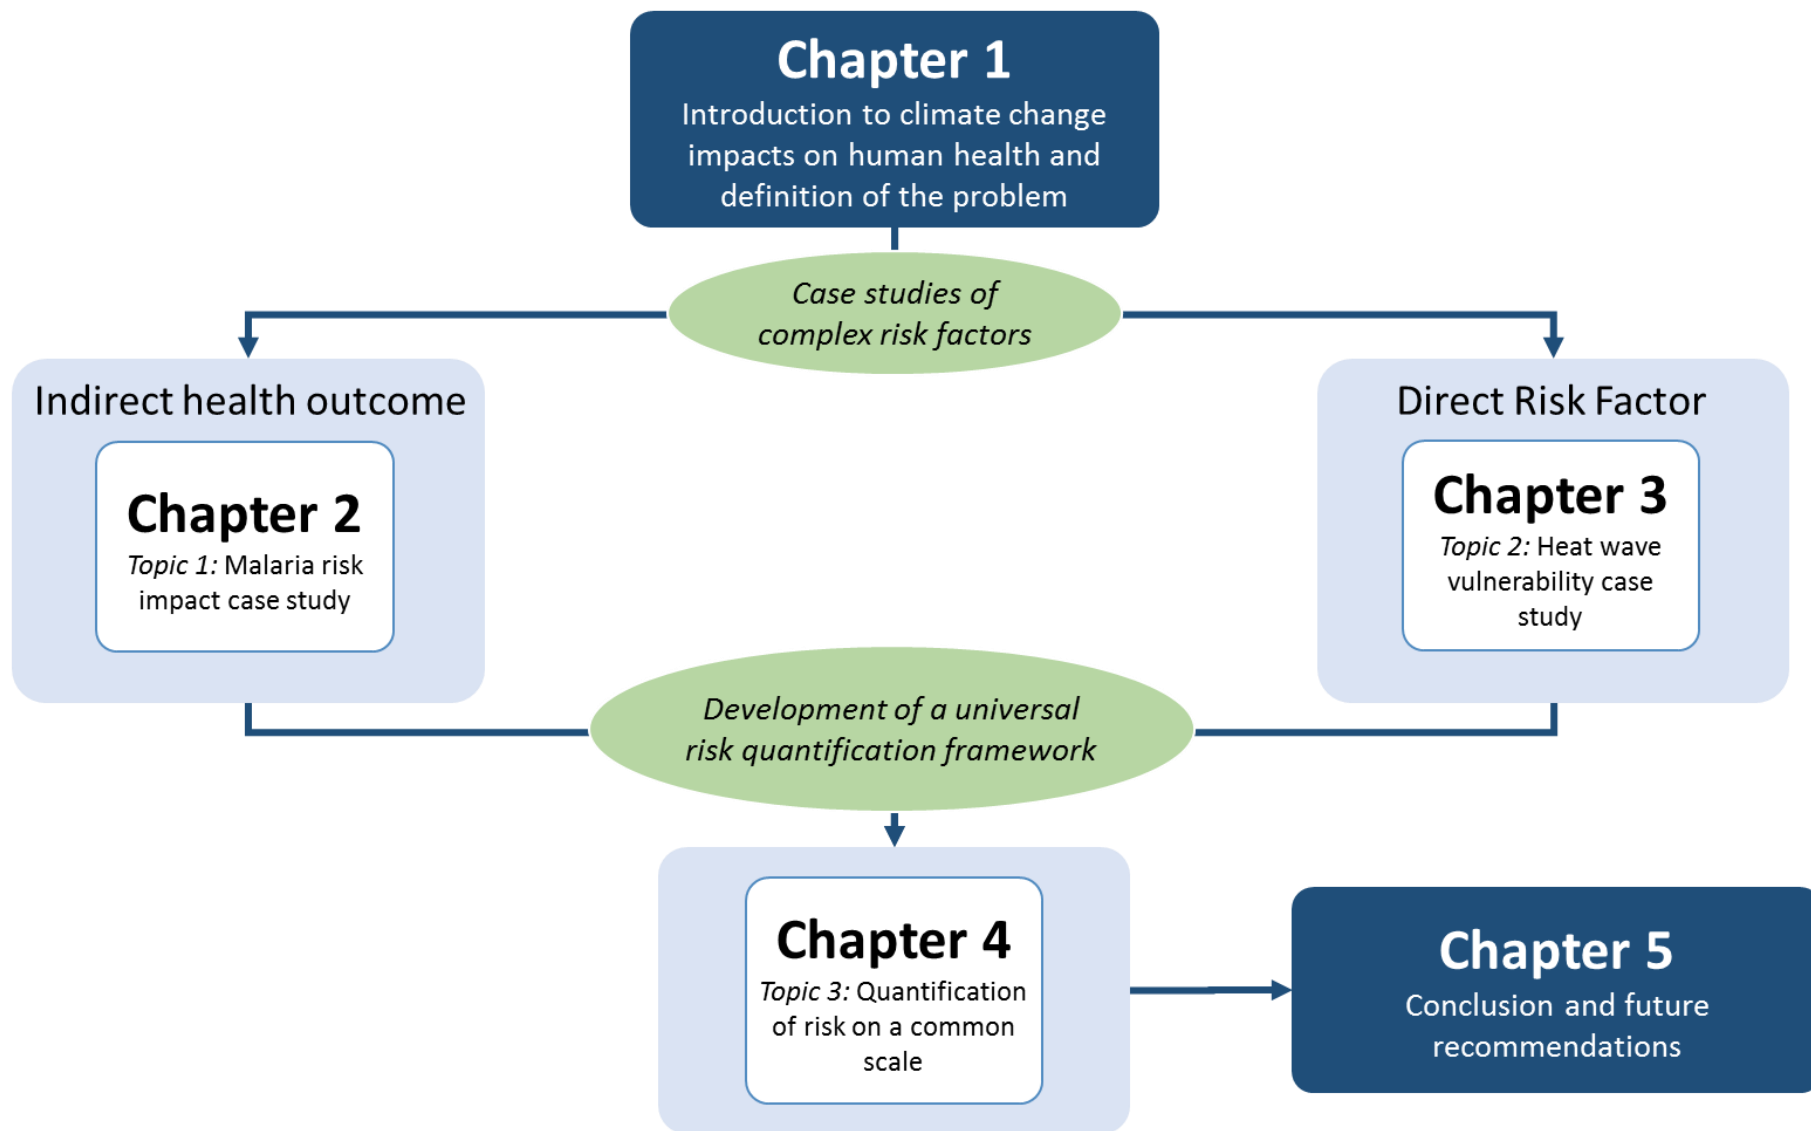 Chapter 1
Introduction to climate change
impacts on human health and
definition of the problem
Case studies of
complex risk factors
Indirect health outcome
Chapter 2
Topic 1: Malaria risk
impact case study
Direct Risk Factor
Chapter 3
Topic 2: Heat wave
vulnerability case
study
Development of a universal
risk quantification framework
Chapter 4
Topic 3: Quantification
of risk on a common
scale
Chapter 5
Conclusion and future
recommendations